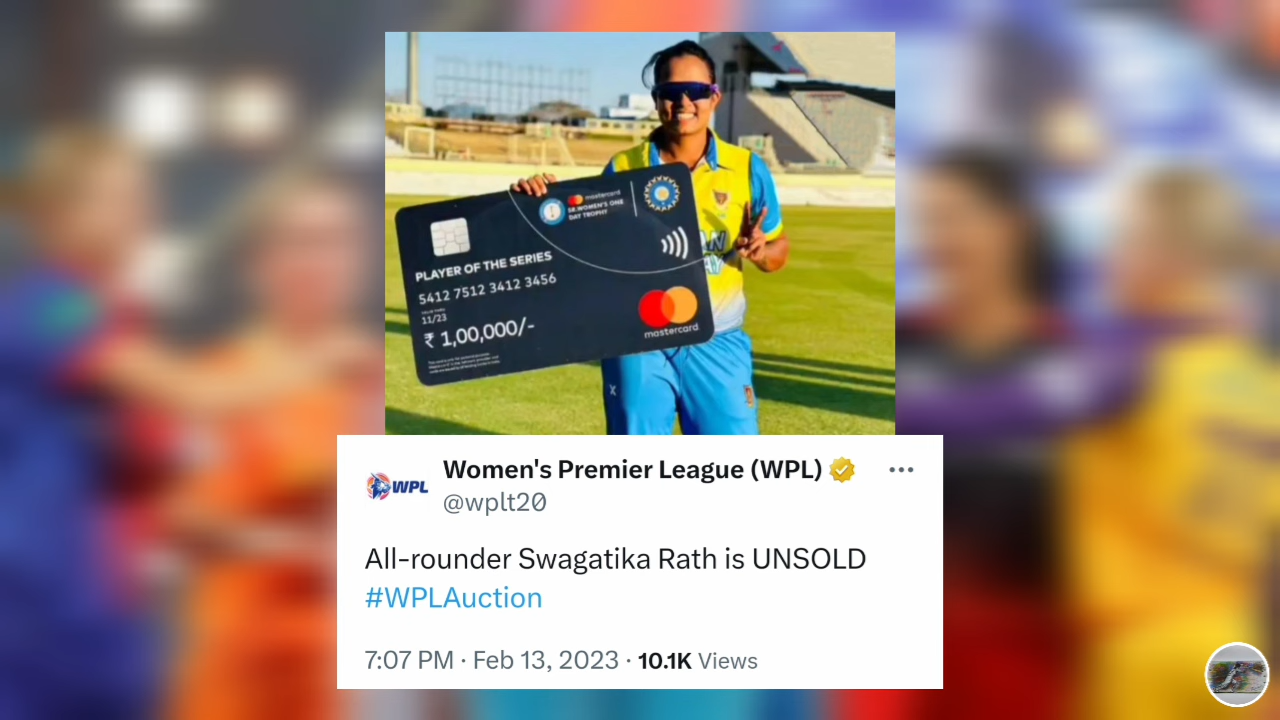 mastercard
SR.WOMEN'S ONE
DAY TROPHY
PLAYER OF THE SERIES
5412 7512 3412 3456
11/23
₹ 1,00,000/-
mastercard
WPL
Women's Premier League (WPL)
@wplt20
All-rounder Swagatika Rath is UNSOLD
#WPLAuction
7:07 PM · Feb 13, 2023 · 10.1K Views